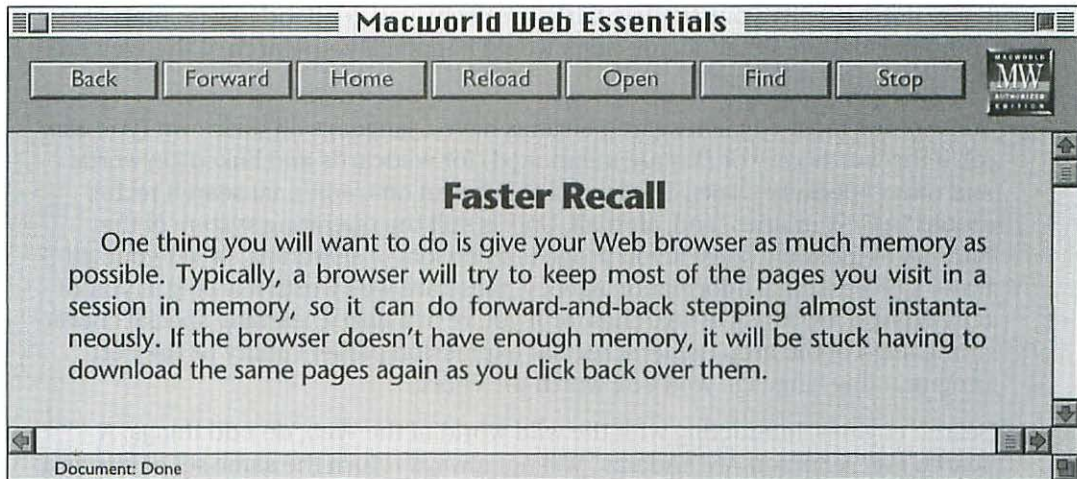 Macworld Web Essentials
Back Forward Home Reload Open Find Stop
MACWORLD
MW
AUTHORIZED
EDITION
Faster Recall
One thing you will want to do is give your Web browser as much memory as
possible. Typically, a browser will try to keep most of the pages you visit in a
session in memory, so it can do forward-and-back stepping almost instanta-
neously. If the browser doesn't have enough memory, it will be stuck having to
download the same pages again as you click back over them.
Document: Done